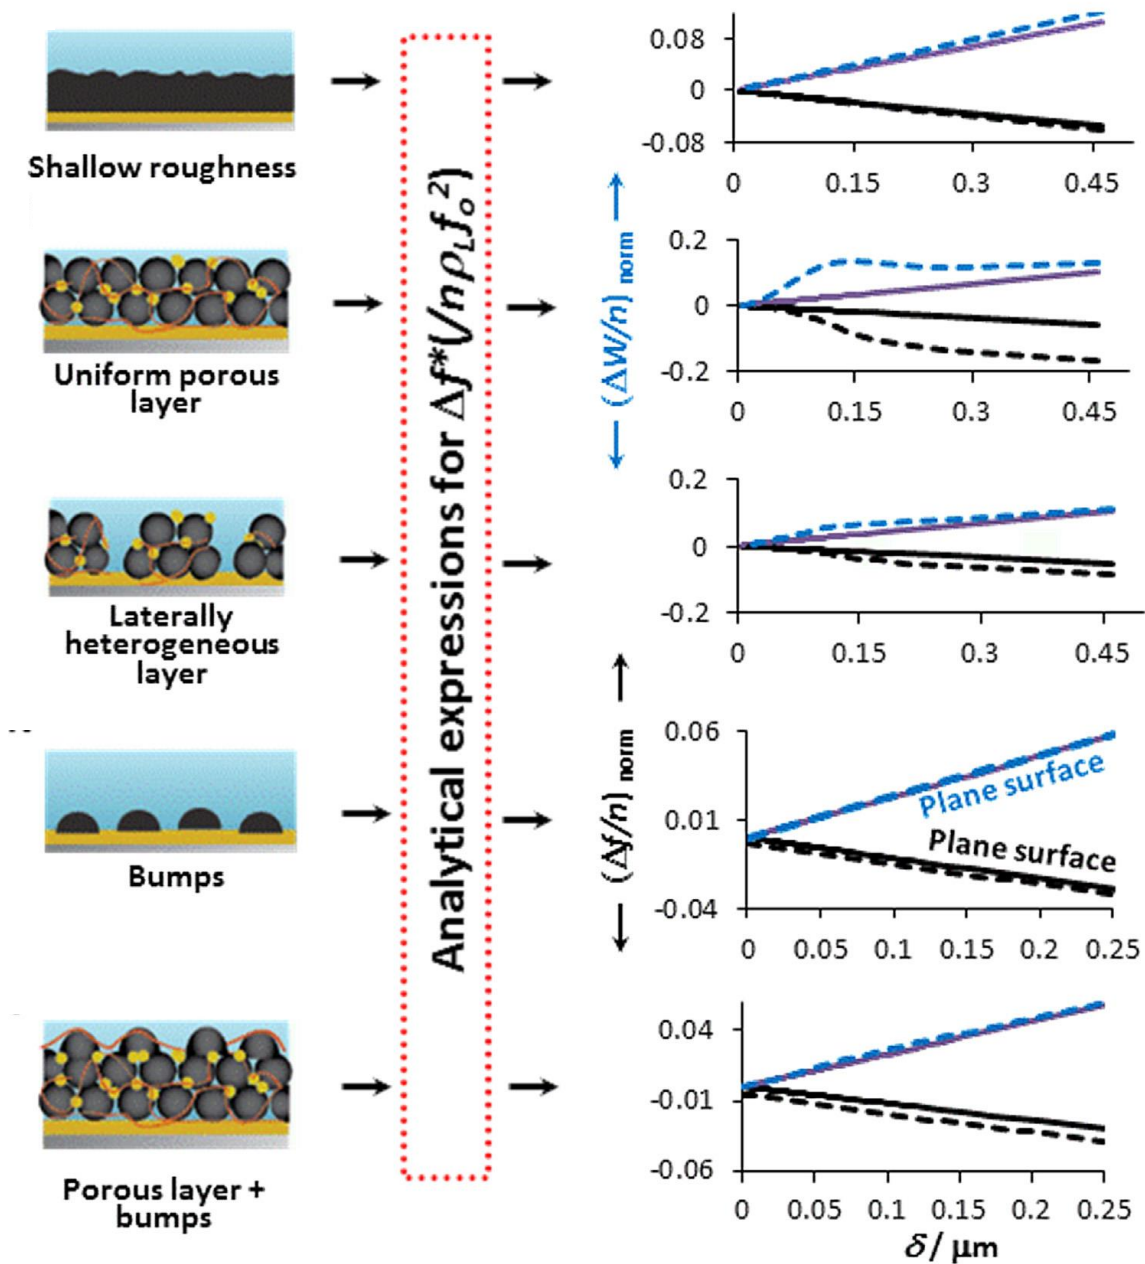 Shallow roughness
Uniform porous
layer
Laterally
heterogeneous
layer
Bumps
Porous layer +
bumps
Analytical expressions for Δf*(/nρ_L f_o^2)
(ΔW/n) norm
(Δf/n) norm
0.08
0
-0.08
0 0.15 0.3 0.45
0.2
0
-0.2
0 0.15 0.3 0.45
0.2
0
-0.2
0 0.15 0.3 0.45
0.06
0.01
-0.04
Plane surface
Plane surface
0 0.05 0.1 0.15 0.2 0.25
0.04
-0.01
-0.06
0 0.05 0.1 0.15 0.2 0.25
δ / μm